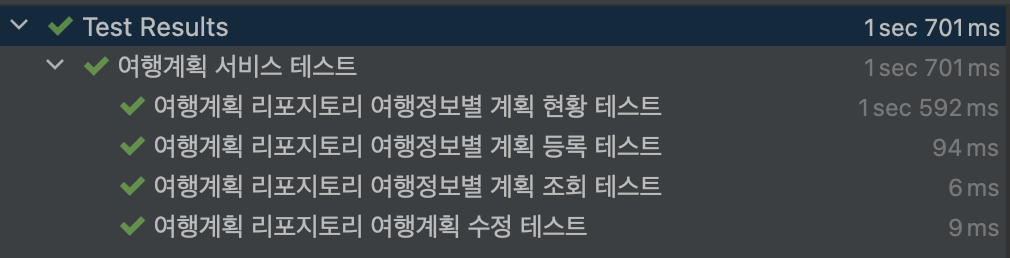 Test Results 1 sec 701 ms
여행계획 서비스 테스트 1 sec 701 ms
여행계획 리포지토리 여행정보별 계획 현황 테스트 1 sec 592 ms
여행계획 리포지토리 여행정보별 계획 등록 테스트 94 ms
여행계획 리포지토리 여행정보별 계획 조회 테스트 6 ms
여행계획 리포지토리 여행계획 수정 테스트 9 ms